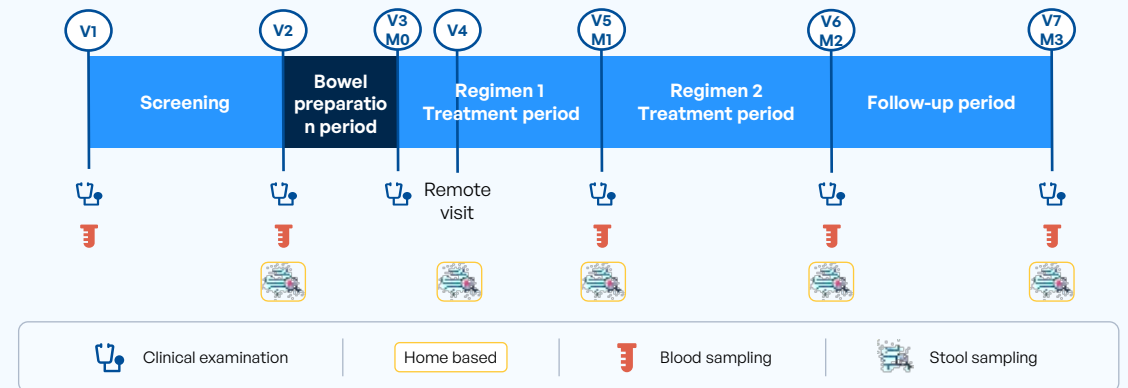 V1
V2
V3
M0
V4
V5
M1
V6
M2
V7
M3
Screening
Bowel
preparatio
n period
Regimen 1
Treatment period
Regimen 2
Treatment period
Follow-up period
Remote
visit
Clinical examination
Home based
Blood sampling
Stool sampling